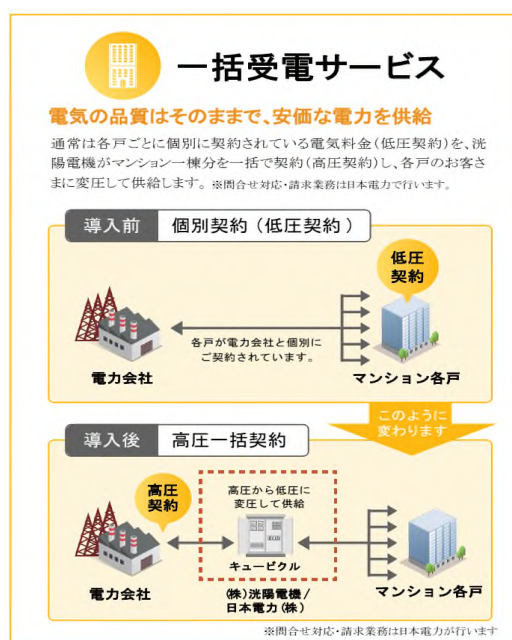 一括受電サービス
電気の品質はそのままで、安価な電力を供給
通常は各戸ごとに個別に契約されている電気料金(低圧契約)を、洸
陽電機がマンション一棟分を一括で契約(高圧契約)し、各戸のお客さ
まに変圧して供給します。※問合せ対応・請求業務は日本電力で行います。
導入前 個別契約(低圧契約)
低圧
契約
各戸が電力会社と個別に
ご契約されています。
電力会社
マンション各戸
このように
変わります
導入後 高圧一括契約
高圧
契約
高圧から低圧に
変圧して供給
キュービクル
電力会社
(株)洸陽電機/
日本電力(株)
マンション各戸
※問合せ対応・請求業務は日本電力が行います